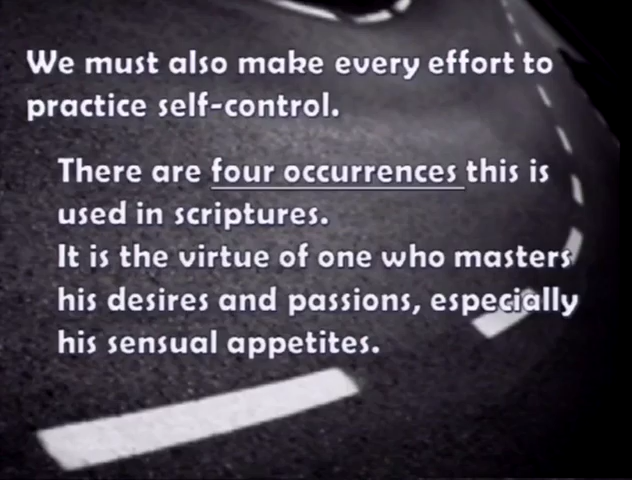 We must also make every effort to
practice self-control.
There are four occurrences this is
used in scriptures.
It is the virtue of one who masters
his desires and passions, especially
his sensual appetites.